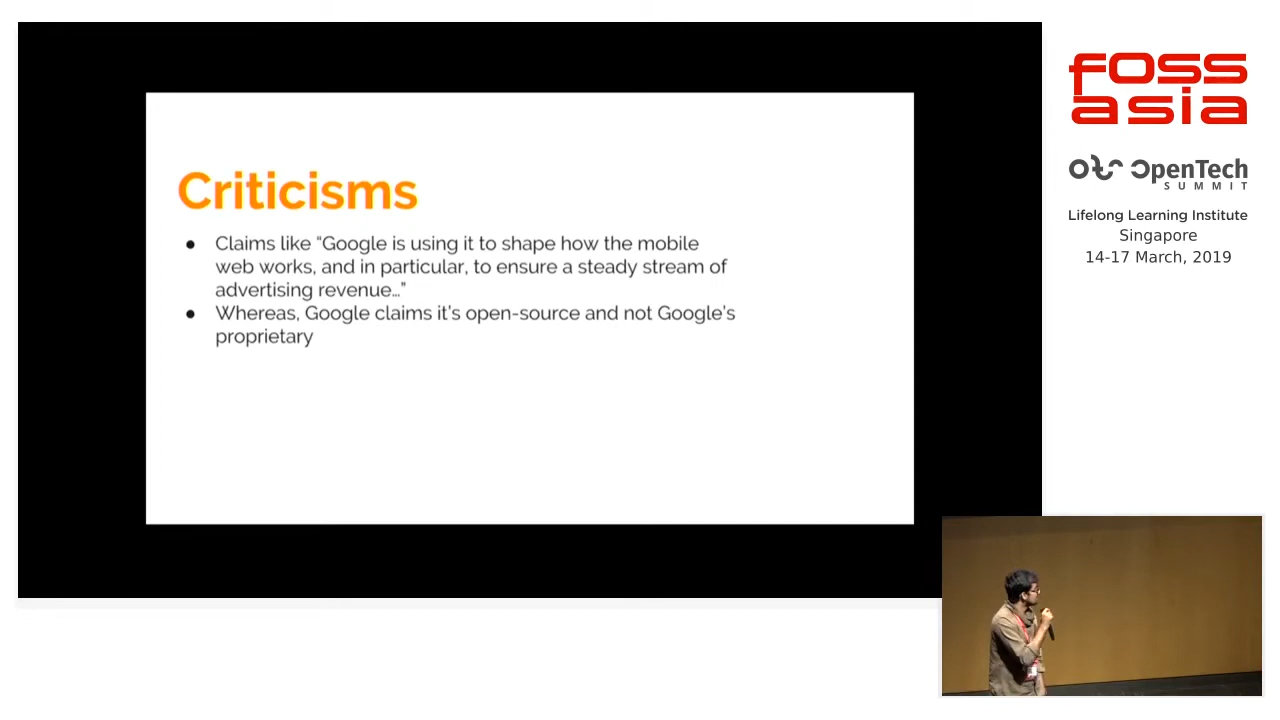 Criticisms
● Claims like “Google is using it to shape how the mobile
web works, and in particular, to ensure a steady stream of
advertising revenue…”
● Whereas, Google claims it’s open-source and not Google’s
proprietary
fossasia
OpenTech
SUMMIT
Lifelong Learning Institute
Singapore
14-17 March, 2019